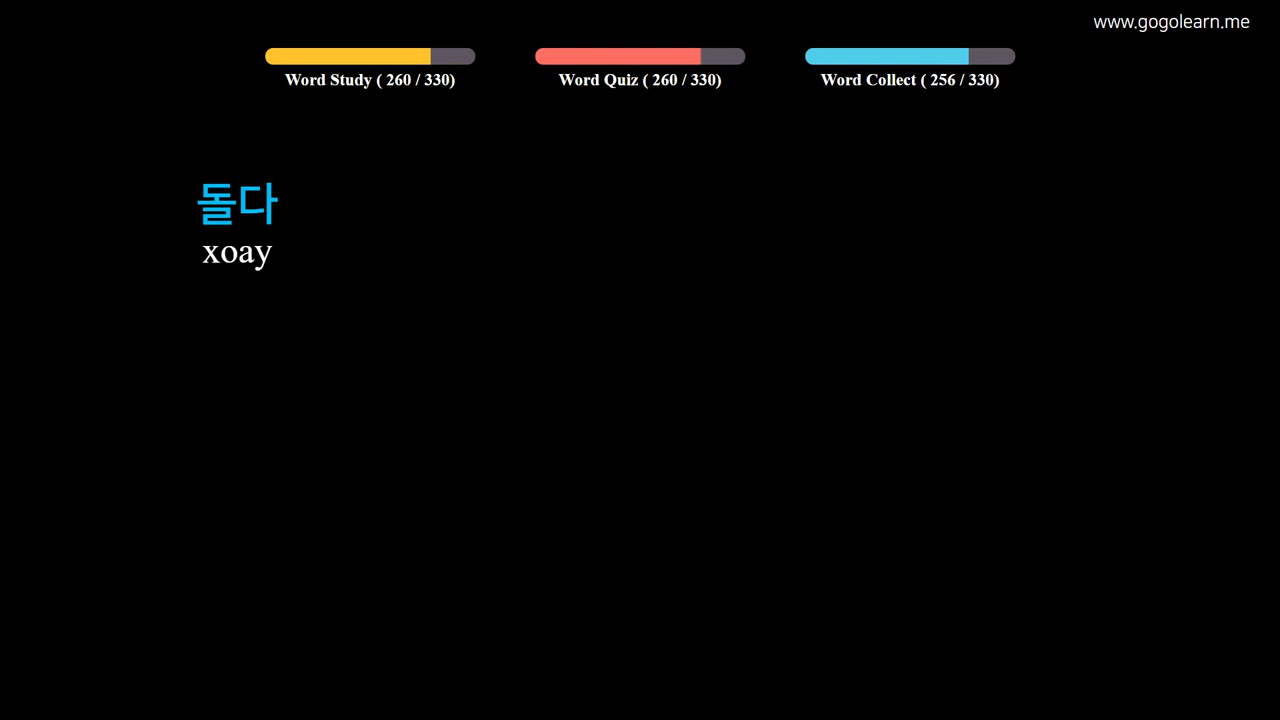 www.gogolearn.me
Word Study ( 260 / 330)
Word Quiz ( 260 / 330)
Word Collect ( 256 / 330)
돌다
xoay